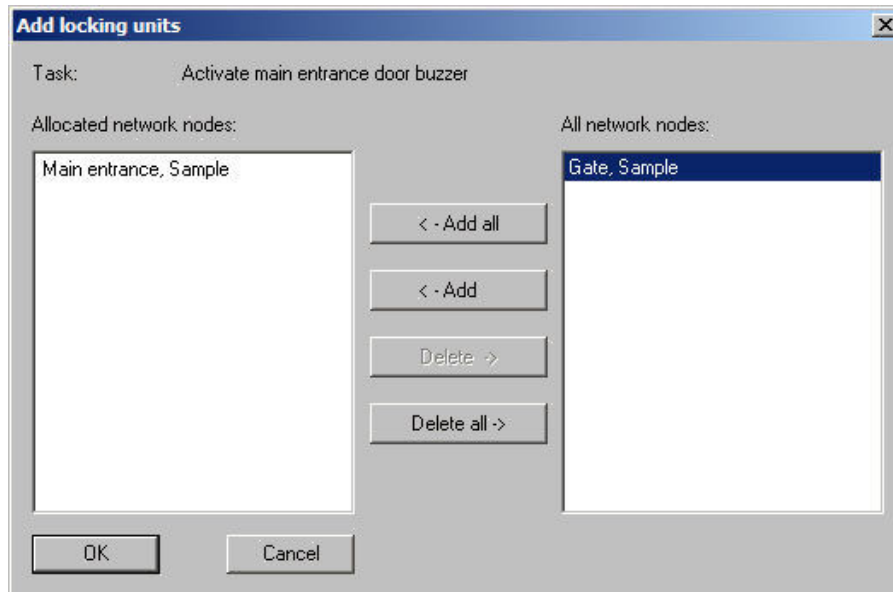 Add locking units
Task: Activate main entrance door buzzer
Allocated network nodes: All network nodes:
Main entrance, Sample Gate, Sample
< - Add all
< - Add
Delete ->
Delete all ->
OK Cancel